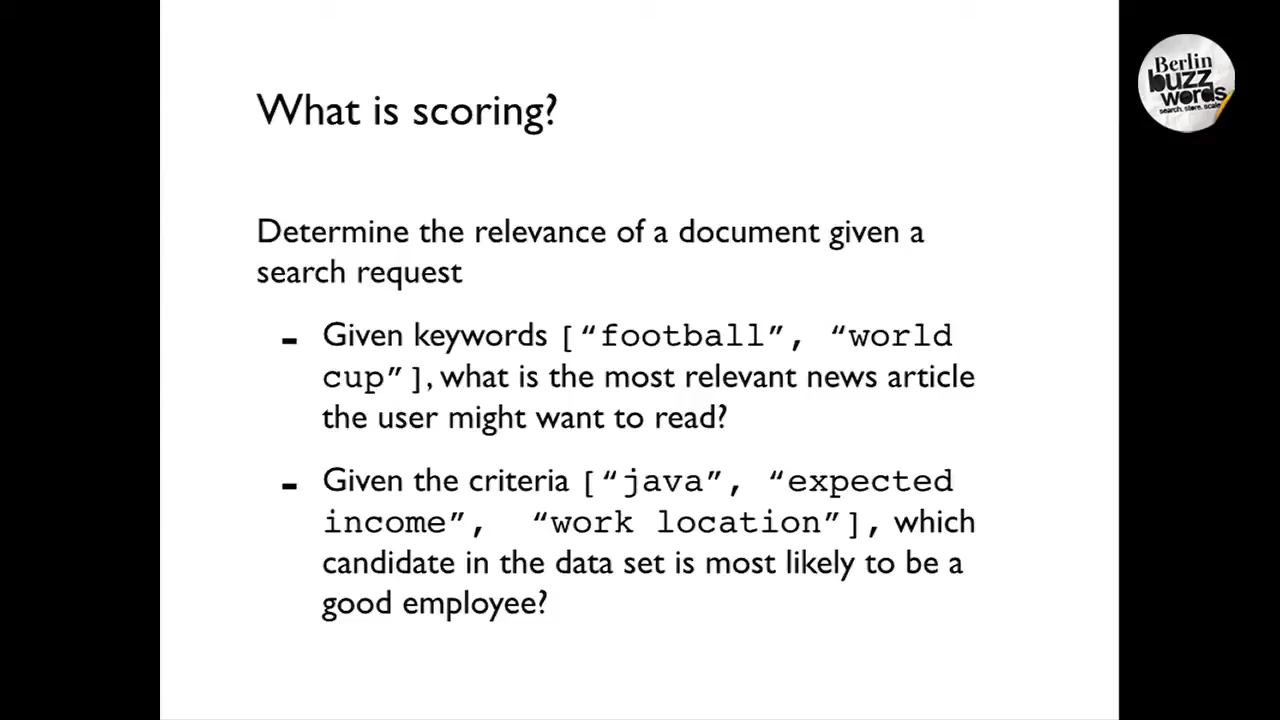 What is scoring?
Determine the relevance of a document given a
search request
- Given keywords [“football”, “world
cup”], what is the most relevant news article
the user might want to read?
- Given the criteria [“java”, “expected
income”, “work location”], which
candidate in the data set is most likely to be a
good employee?
Berlin
buzz
words
search. store. scale